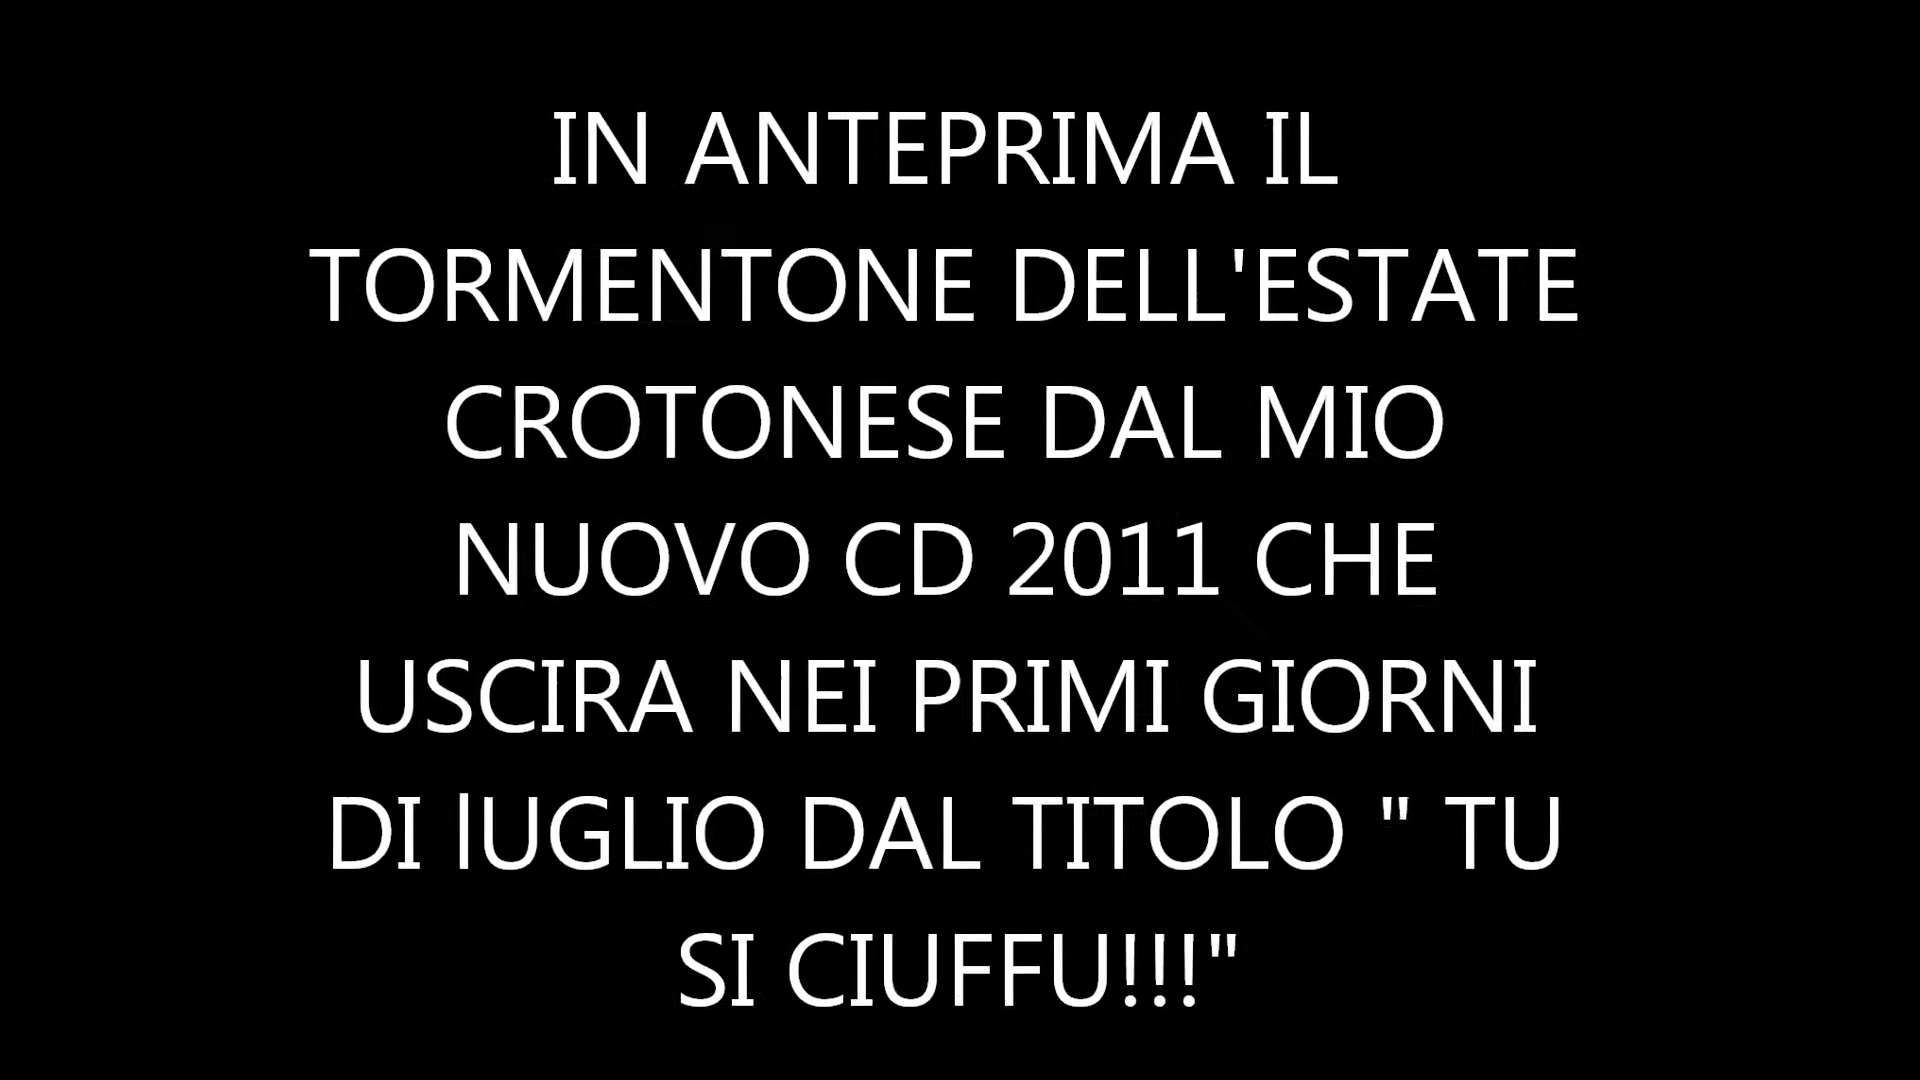 IN ANTEPRIMA IL
TORMENTONE DELL'ESTATE
CROTONESE DAL MIO
NUOVO CD 2011 CHE
USCIRA NEI PRIMI GIORNI
DI lUGLIO DAL TITOLO " TU
SI CIUFFU!!!"